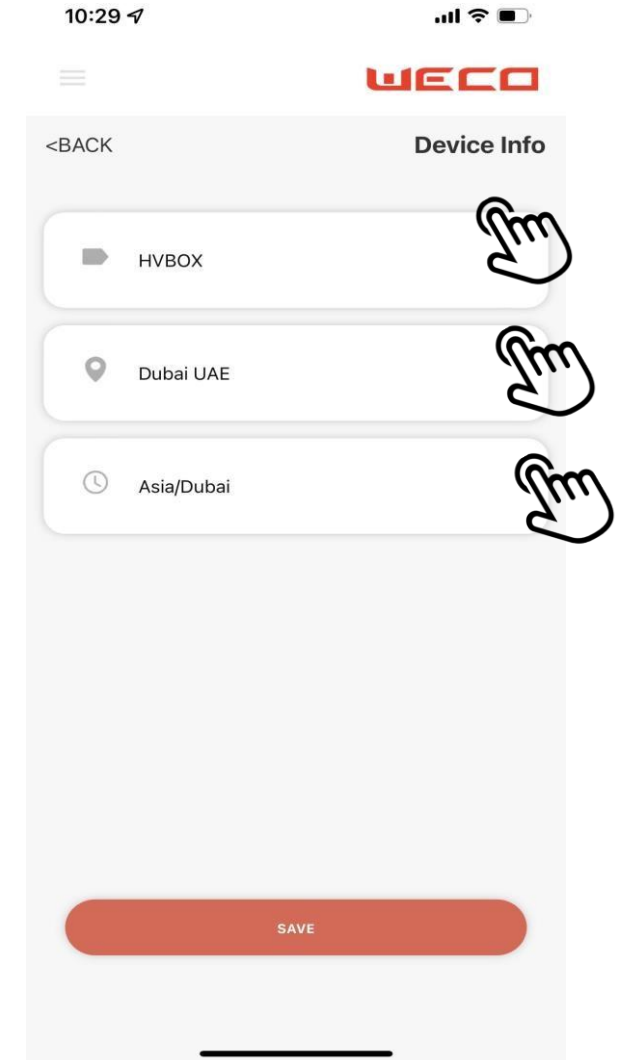 10:29
WECO
<BACK
Device Info
HVBOX
Dubai UAE
Asia/Dubai
SAVE